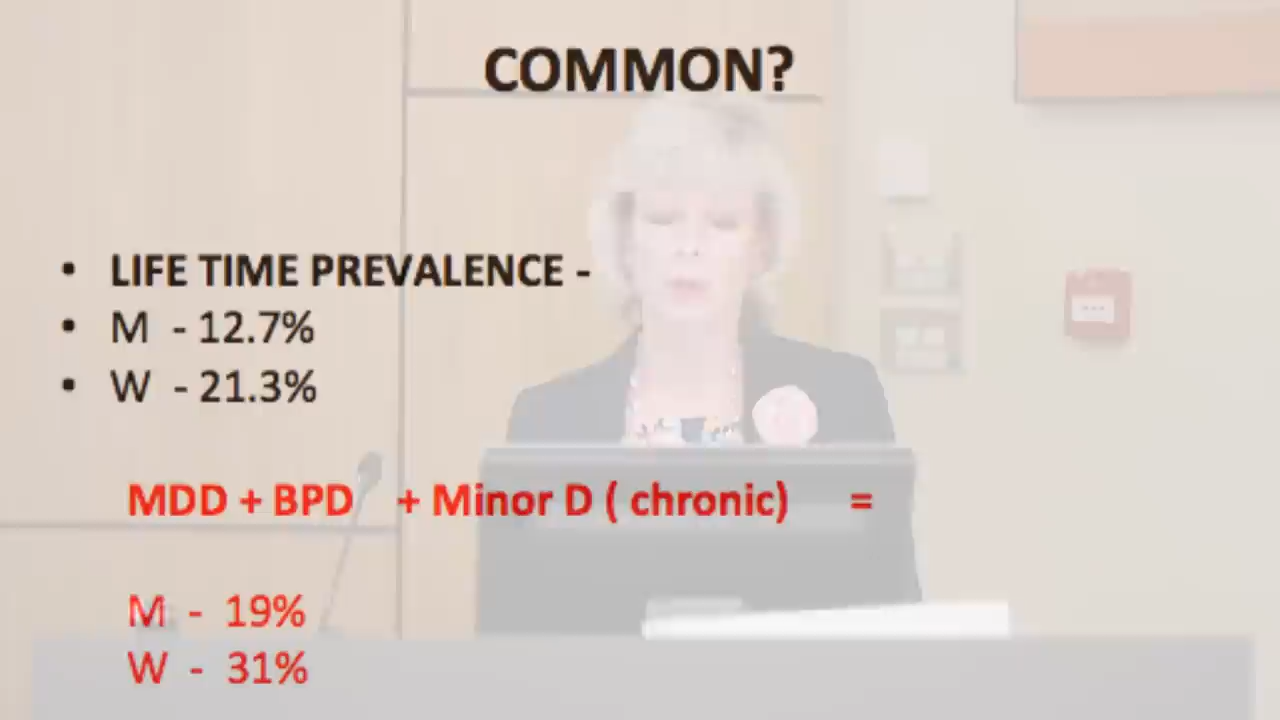 COMMON?
• LIFE TIME PREVALENCE -
• M - 12.7%
• W - 21.3%
MDD + BPD + Minor D ( chronic) =
M - 19%
W - 31%